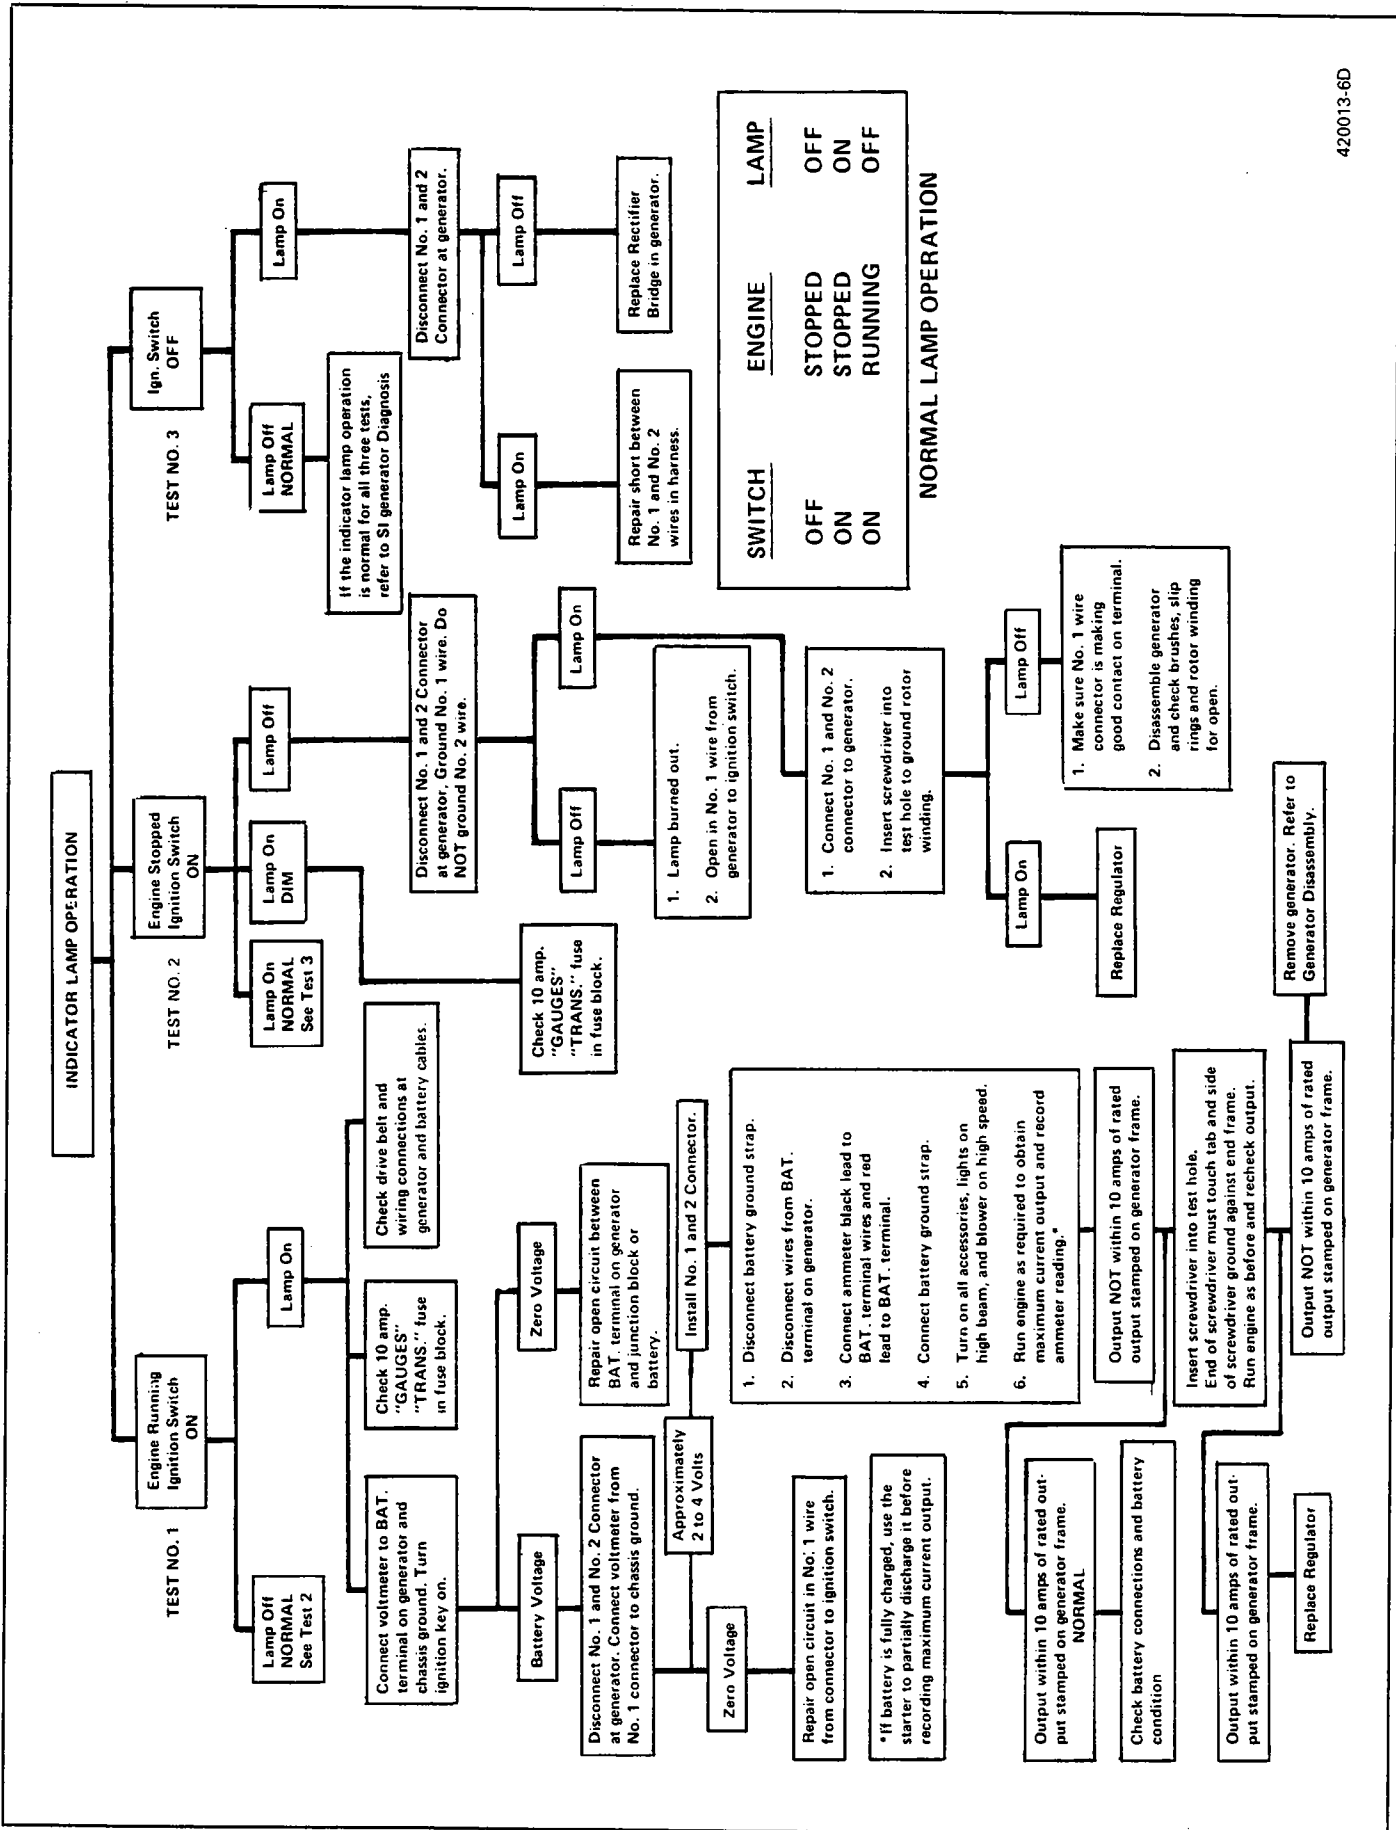 INDICATOR LAMP OPERATION
TEST NO. 1
Engine Running
Ignition Switch
ON
Lamp Off
NORMAL
See Test 2
Lamp On
Connect voltmeter to BAT.
terminal on generator and
chassis ground. Turn
ignition key on.
Check 10 amp.
"GAUGES"
"TRANS." fuse
in fuse block.
Check drive belt and
wiring connections at
generator and battery cables.
Battery Voltage
Zero Voltage
Disconnect No. 1 and No. 2 Connector
at generator. Connect voltmeter from
No. 1 connector to chassis ground.
Repair open circuit between
BAT. terminal on generator
and junction block or
battery.
Zero Voltage
Approximately
2 to 4 Volts
Install No. 1 and 2 Connector.
Repair open circuit in No. 1 wire
from connector to ignition switch.
1. Disconnect battery ground strap.
2. Disconnect wires from BAT.
terminal on generator.
3. Connect ammeter black lead to
BAT. terminal wires and red
lead to BAT. terminal.
4. Connect battery ground strap.
5. Turn on all acessories, lights on
high beam, and blower on high speed.
6. Run engine as required to obtain
maximum current output and record
ammeter reading.*
*If battery is fully charged, use the
starter to partially discharge it before
recording maximum current output.
Output within 10 amps of rated out-
put stamped on generator frame.
NORMAL
Check battery connections and battery
condition
Output NOT within 10 amps of rated
output stamped on generator frame.
Insert screwdriver into test hole.
End of screwdriver must touch tab and side
of screwdriver ground against end frame.
Run engine as before and recheck output.
Output within 10 amps of rated out-
put stamped on generator frame.
Replace Regulator
Output NOT within 10 amps of rated
output stamped on generator frame.
Remove generator. Refer to
Generator Disassembly.
TEST NO. 2
Engine Stopped
Ignition Switch
ON
Lamp On
NORMAL
See Test 3
Lamp On
DIM
Lamp Off
Check 10 amp.
"GAUGES"
"TRANS." fuse
in fuse block.
Disconnect No. 1 and 2 Connector
at generator, Ground No. 1 wire. Do
NOT ground No. 2 wire.
Lamp Off
Lamp On
1. Lamp burned out.
2. Open in No. 1 wire from
generator to ignition switch.
1. Connect No. 1 and No. 2
connector to generator.
2. Insert screwdriver into
test hole to ground rotor
winding.
Lamp On
Lamp Off
Replace Regulator
1. Make sure No. 1 wire
connector is making
good contact on terminal.
2. Disassemble generator
and check brushes, slip
rings and rotor winding
for open.
TEST NO. 3
Ign. Switch
OFF
Lamp Off
NORMAL
Lamp On
If the indicator lamp operation
is normal for all three tests,
refer to SI generator Diagnosis
Disconnect No. 1 and 2
Connector at generator.
Lamp On
Lamp Off
Repair short between
No. 1 and No. 2
wires in harness.
Replace Rectifier
Bridge in generator.
SWITCH ENGINE LAMP
OFF STOPPED OFF
ON STOPPED ON
ON RUNNING OFF
NORMAL LAMP OPERATION
420013-6D